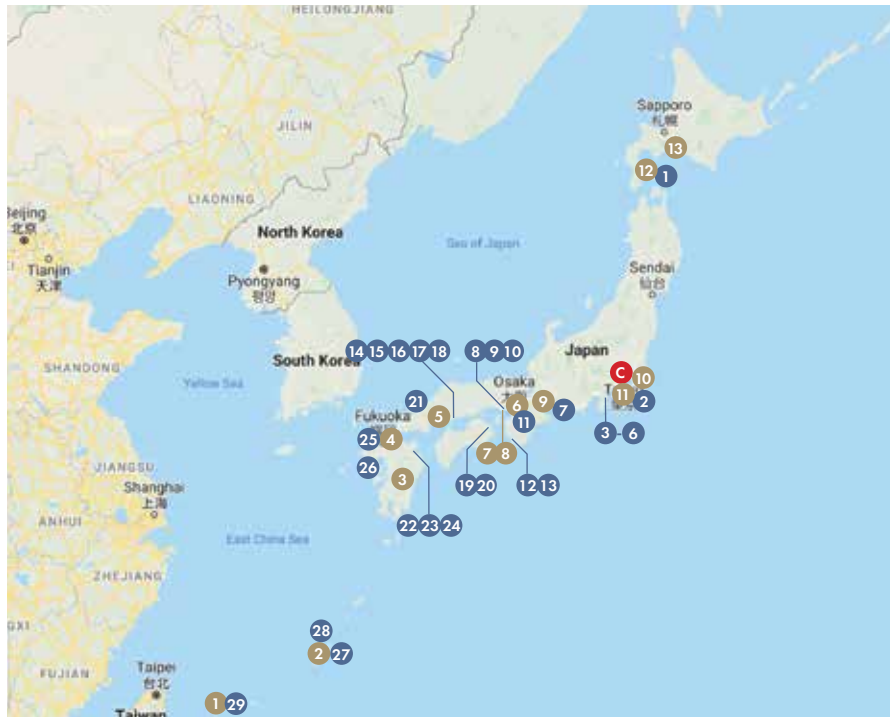 HEILONGJIANG
Sapporo
札幌
JILIN
13
12
1
LIAONING
Beijing
北京
North Korea
Sea of Japan
Tianjin
天津
Sendai
仙台
Pyongyang
평양
South Korea
14 15 16 17 18
8 9 10
Japan
SHANDONG
Yellow Sea
C
Osaka
10
21
6
9
11
2
5
11
7
Fukuoka
25
4
3 - 6
7
8
26
JIANGSU
3
19 20
12 13
Shanghai
上海
22 23 24
ANHUI
East China Sea
ZHEJIANG
28
2
27
GXI
FUJIAN
Taipei
台北
1
29
Taiwan